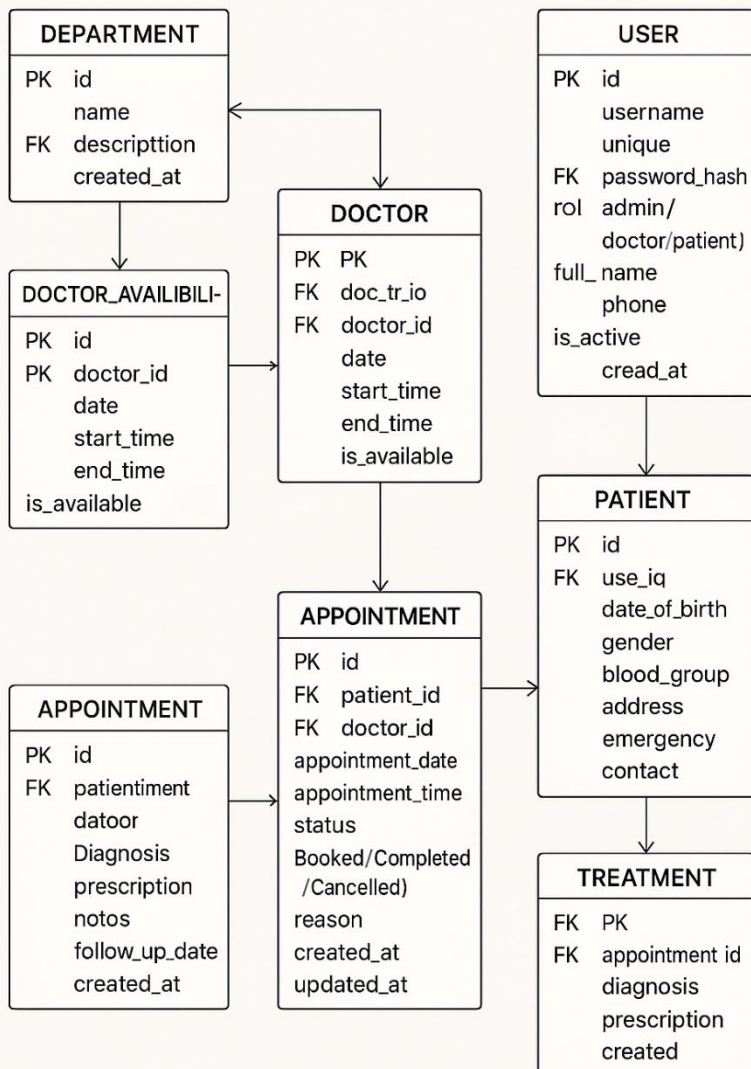 DEPARTMENT
PK id
name
FK descripttion
created_at
DOCTOR_AVAILIBILI-
PK id
PK doctor_id
date
start_time
end_time
is_available
DOCTOR
PK PK
FK doc_tr_io
FK doctor_id
date
start_time
end_time
is_available
USER
PK id
username
unique
FK password_hash
rol admin/
doctor/patient)
full_ name
phone
is_active
cread_at
PATIENT
PK id
FK use_iq
date_of_birth
gender
blood_group
address
emergency
contact
APPOINTMENT
PK id
FK patient_id
FK doctor_id
appointment_date
appointment_time
status
Booked/Completed
/Cancelled)
reason
created_at
updated_at
APPOINTMENT
PK id
FK patientiment
datoor
Diagnosis
prescription
notos
follow_up_date
created_at
TREATMENT
FK PK
FK appointment id
diagnosis
prescription
created